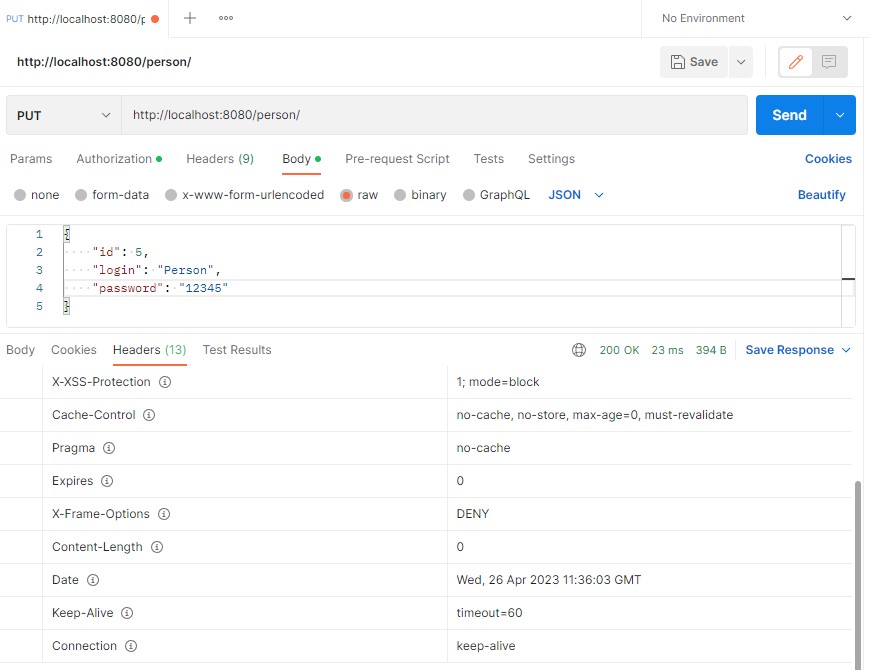 PUT http://localhost:8080/p
No Environment
http://localhost:8080/person/
Save
PUT http://localhost:8080/person/ Send
Params Authorization Headers (9) Body Pre-request Script Tests Settings Cookies
none form-data x-www-form-urlencoded raw binary GraphQL JSON Beautify
1 {
2 "id": 5,
3 "login": "Person",
4 "password": "12345"
5 }
Body Cookies Headers (13) Test Results 200 OK 23 ms 394 B Save Response
X-XSS-Protection 1; mode=block
Cache-Control no-cache, no-store, max-age=0, must-revalidate
Pragma no-cache
Expires 0
X-Frame-Options DENY
Content-Length 0
Date Wed, 26 Apr 2023 11:36:03 GMT
Keep-Alive timeout=60
Connection keep-alive